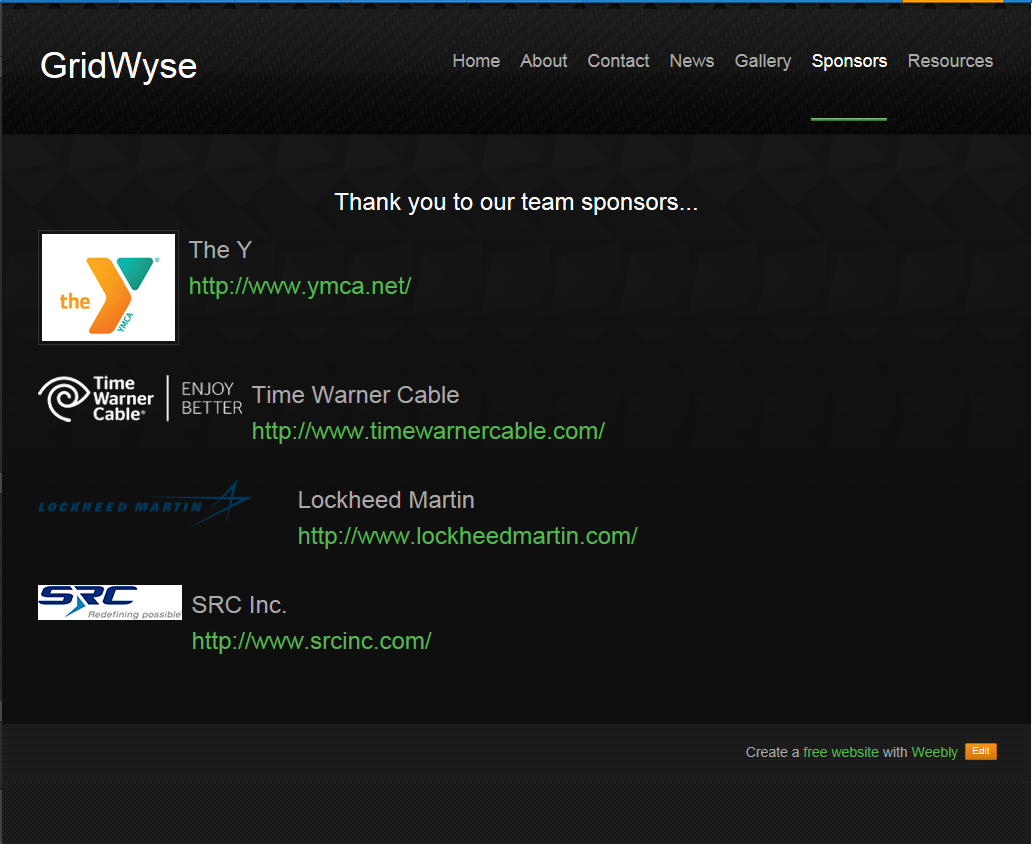 GridWyse
Home About Contact News Gallery Sponsors Resources
Thank you to our team sponsors...
the
YMCA
The Y
http://www.ymca.net/
Time
Warner
Cable
ENJOY
BETTER
Time Warner Cable
http://www.timewarnercable.com/
LOCKHEED MARTIN
Lockheed Martin
http://www.lockheedmartin.com/
SRC
Redefining possible
SRC Inc.
http://www.srcinc.com/
Create a free website with Weebly Edit